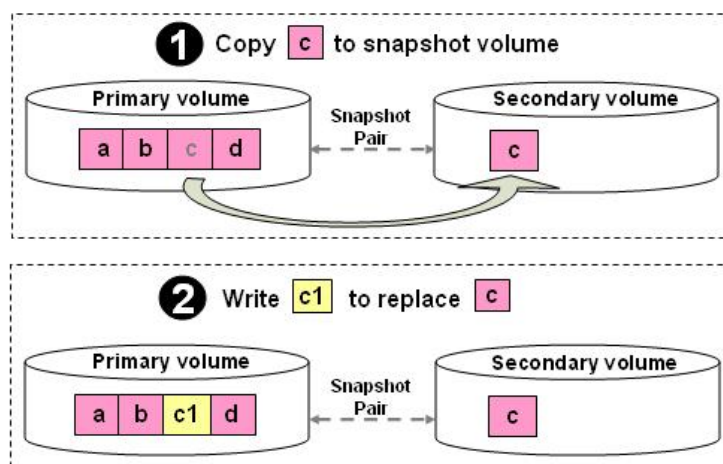 1 Copy c to snapshot volume
Primary volume
Secondary volume
Snapshot
Pair
a b c d
c
2 Write c1 to replace c
Primary volume
Secondary volume
Snapshot
Pair
a b c1 d
c